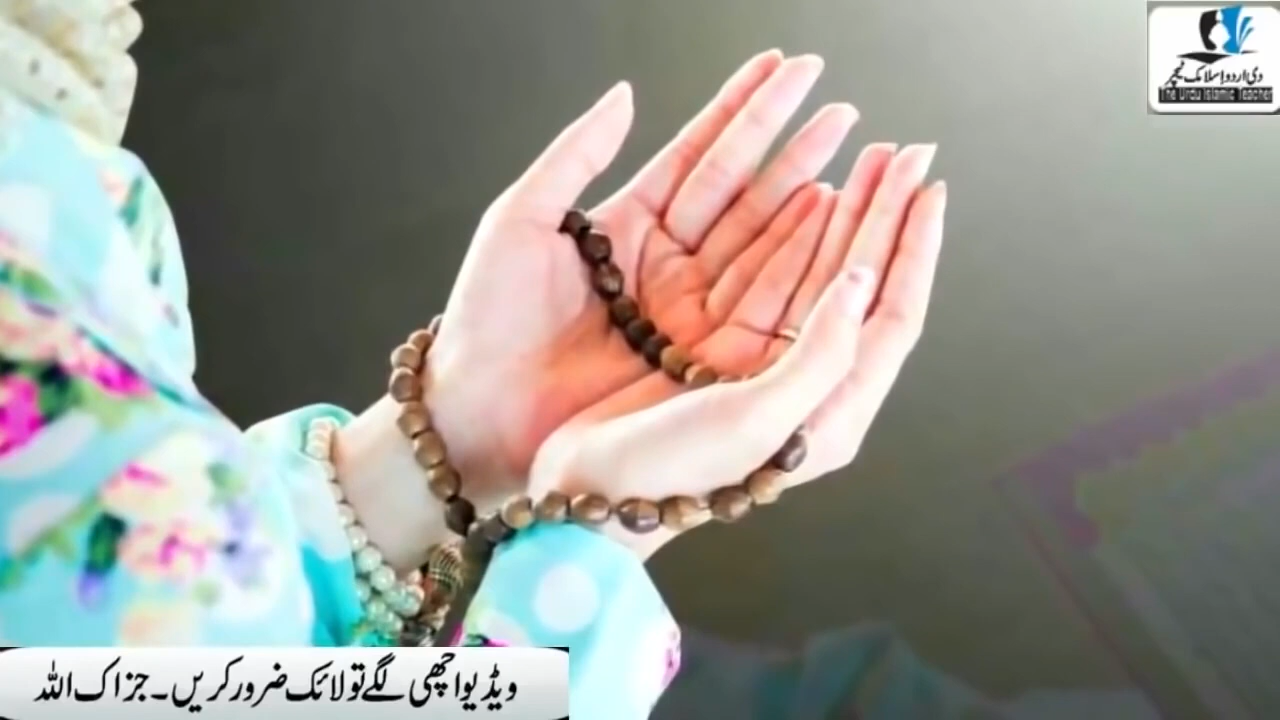 دی اردو اسلامک ٹیچر
The Urdu Islamic Teacher
ویڈیو اچھی لگے تو لائک ضرور کریں۔ جزاک اللہ